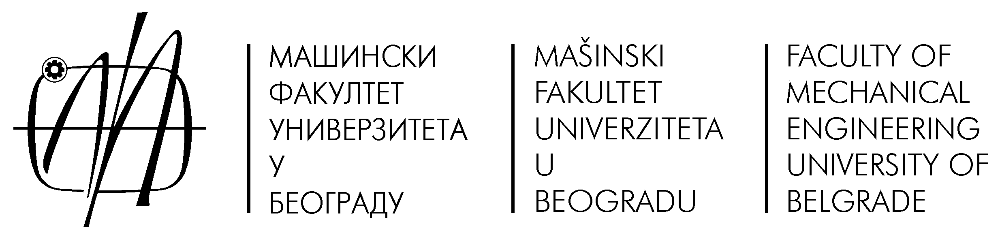 МАШИНСКИ
ФАКУЛТЕТ
УНИВЕРЗИТЕТА
У
БЕОГРАДУ
MAŠINSKI
FAKULTET
UNIVERZITETA
U
BEOGRADU
FACULTY OF
MECHANICAL
ENGINEERING
UNIVERSITY OF
BELGRADE